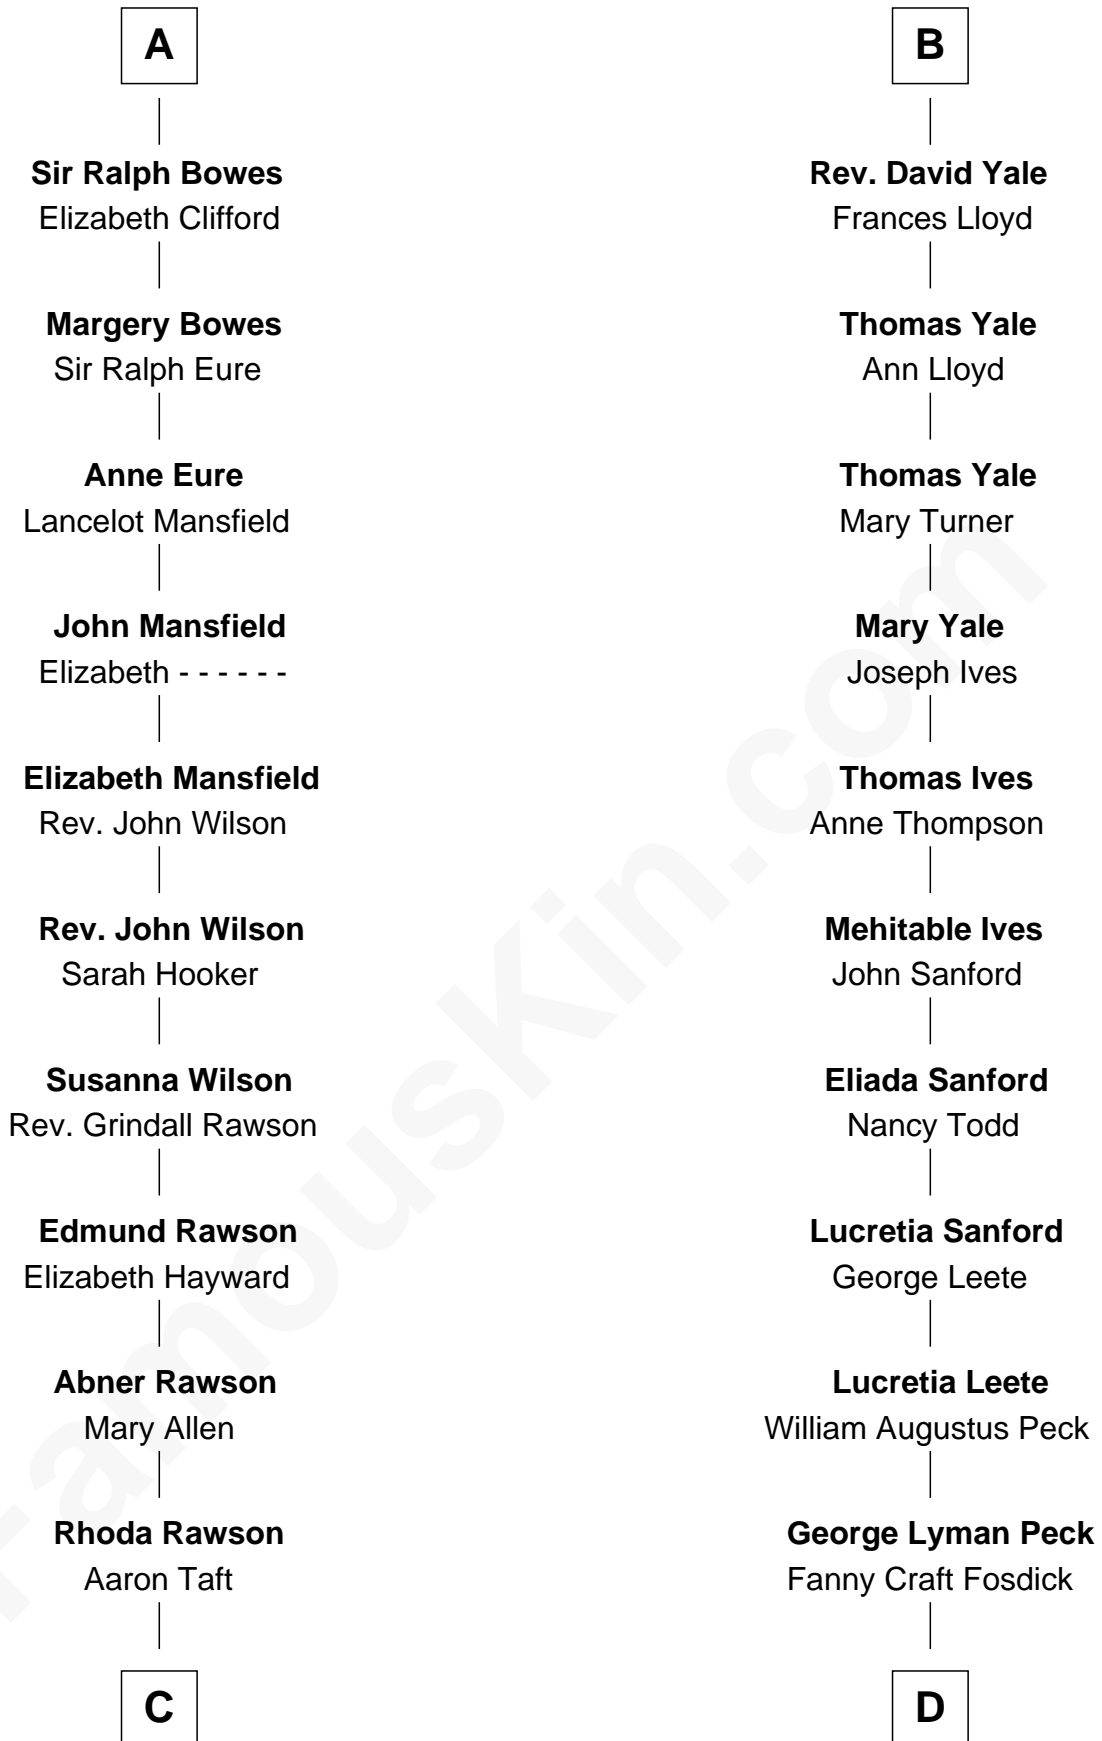 A
Sir Ralph Bowes
Elizabeth Clifford
Margery Bowes
Sir Ralph Eure
Anne Eure
Lancelot Mansfield
John Mansfield
Elizabeth - - - - - -
Elizabeth Mansfield
Rev. John Wilson
Rev. John Wilson
Sarah Hooker
Susanna Wilson
Rev. Grindall Rawson
Edmund Rawson
Elizabeth Hayward
Abner Rawson
Mary Allen
Rhoda Rawson
Aaron Taft
C
B
Rev. David Yale
Frances Lloyd
Thomas Yale
Ann Lloyd
Thomas Yale
Mary Turner
Mary Yale
Joseph Ives
Thomas Ives
Anne Thompson
Mehitable Ives
John Sanford
Eliada Sanford
Nancy Todd
Lucretia Sanford
George Leete
Lucretia Leete
William Augustus Peck
George Lyman Peck
Fanny Craft Fosdick
D
FamousKin.com